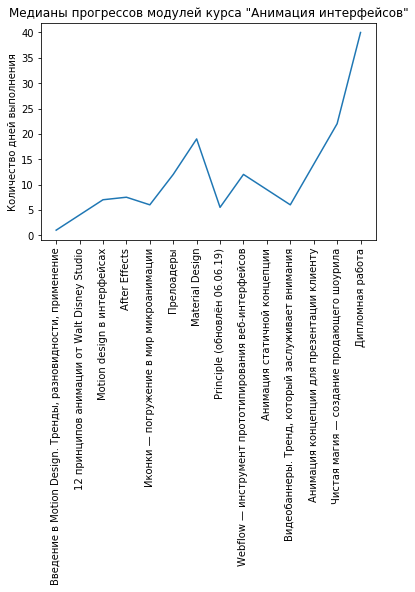 Медианы прогрессов модулей курса "Анимация интерфейсов"
Количество дней выполнения
40
35
30
25
20
15
10
5
0
Введение в Motion Design. Тренды, разновидности, применение
12 принципов анимации от Walt Disney Studio
Motion design в интерфейсах
After Effects
Иконки — погружение в мир микроанимации
Прелоадеры
Material Design
Principle (обновлён 06.06.19)
Webflow — инструмент прототипирования веб-интерфейсов
Анимация статичной концепции
Видеобаннеры. Тренд, который заслуживает внимания
Анимация концепции для презентации клиенту
Чистая магия — создание продающего шоурила
Дипломная работа